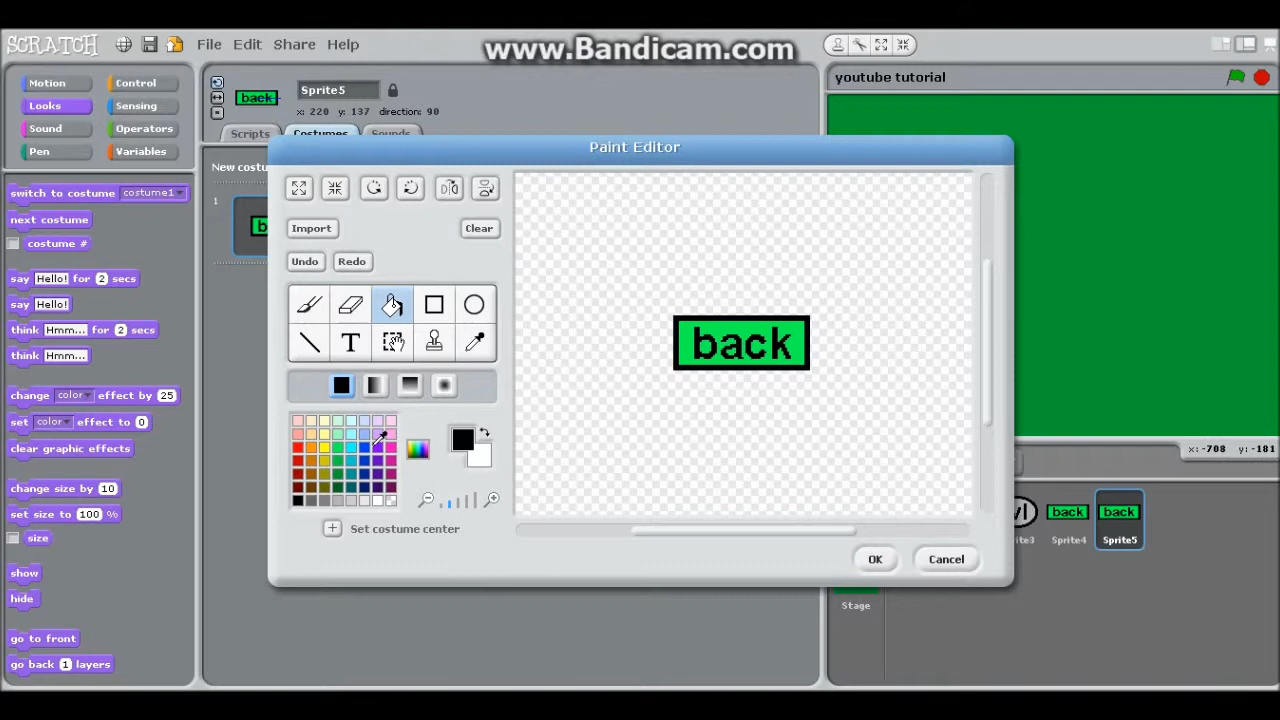 www.Bandicam.com
SCRATCH File Edit Share Help
Motion Control
Looks Sensing
Sound Operators
Pen Variables
Sprite5
x: 220 y: 137 direction: 90
back
Scripts Costumes Sounds
youtube tutorial
New costu
1
switch to costume costume1
next costume
costume #
say Hello! for 2 secs
say Hello!
think Hmm... for 2 secs
think Hmm...
change color effect by 25
set color effect to 0
clear graphic effects
change size by 10
set size to 100 %
size
show
hide
go to front
go back 1 layers
Paint Editor
Import Clear
Undo Redo
T
Set costume center
back
OK Cancel
x: -708 y: -181
back back
rite3 Sprite4 Sprite5
Stage